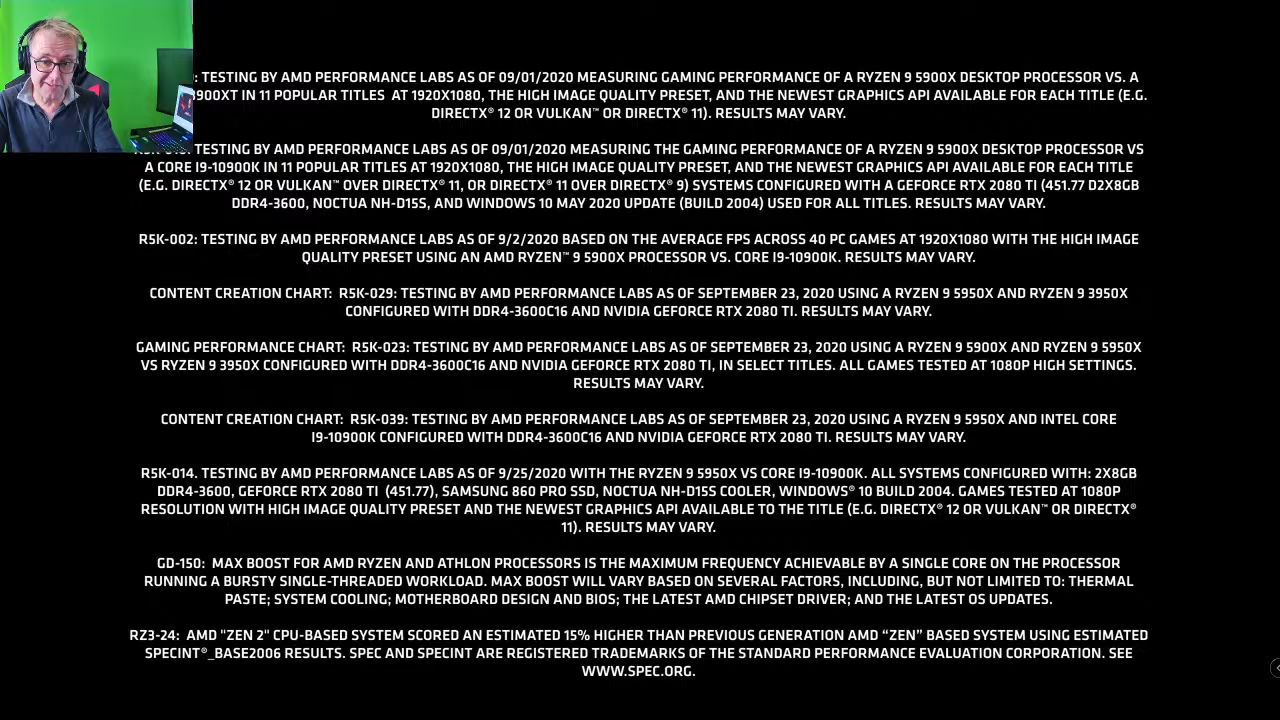 : TESTING BY AMD PERFORMANCE LABS AS OF 09/01/2020 MEASURING GAMING PERFORMANCE OF A RYZEN 9 5900X DESKTOP PROCESSOR VS. A
900XT IN 11 POPULAR TITLES AT 1920X1080, THE HIGH IMAGE QUALITY PRESET, AND THE NEWEST GRAPHICS API AVAILABLE FOR EACH TITLE (E.G.
DIRECTX® 12 OR VULKAN™ OR DIRECTX® 11). RESULTS MAY VARY.
TESTING BY AMD PERFORMANCE LABS AS OF 09/01/2020 MEASURING THE GAMING PERFORMANCE OF A RYZEN 9 5900X DESKTOP PROCESSOR VS
A CORE I9-10900K IN 11 POPULAR TITLES AT 1920X1080, THE HIGH IMAGE QUALITY PRESET, AND THE NEWEST GRAPHICS API AVAILABLE FOR EACH TITLE
(E.G. DIRECTX® 12 OR VULKAN™ OVER DIRECTX® 11, OR DIRECTX® 11 OVER DIRECTX® 9) SYSTEMS CONFIGURED WITH A GEFORCE RTX 2080 TI (451.77 D2X8GB
DDR4-3600, NOCTUA NH-D15S, AND WINDOWS 10 MAY 2020 UPDATE (BUILD 2004) USED FOR ALL TITLES. RESULTS MAY VARY.
R5K-002: TESTING BY AMD PERFORMANCE LABS AS OF 9/2/2020 BASED ON THE AVERAGE FPS ACROSS 40 PC GAMES AT 1920X1080 WITH THE HIGH IMAGE
QUALITY PRESET USING AN AMD RYZEN™ 9 5900X PROCESSOR VS. CORE I9-10900K. RESULTS MAY VARY.
CONTENT CREATION CHART: R5K-029: TESTING BY AMD PERFORMANCE LABS AS OF SEPTEMBER 23, 2020 USING A RYZEN 9 5950X AND RYZEN 9 3950X
CONFIGURED WITH DDR4-3600C16 AND NVIDIA GEFORCE RTX 2080 TI. RESULTS MAY VARY.
GAMING PERFORMANCE CHART: R5K-023: TESTING BY AMD PERFORMANCE LABS AS OF SEPTEMBER 23, 2020 USING A RYZEN 9 5900X AND RYZEN 9 5950X
VS RYZEN 9 3950X CONFIGURED WITH DDR4-3600C16 AND NVIDIA GEFORCE RTX 2080 TI, IN SELECT TITLES. ALL GAMES TESTED AT 1080P HIGH SETTINGS.
RESULTS MAY VARY.
CONTENT CREATION CHART: R5K-039: TESTING BY AMD PERFORMANCE LABS AS OF SEPTEMBER 23, 2020 USING A RYZEN 9 5950X AND INTEL CORE
I9-10900K CONFIGURED WITH DDR4-3600C16 AND NVIDIA GEFORCE RTX 2080 TI. RESULTS MAY VARY.
R5K-014. TESTING BY AMD PERFORMANCE LABS AS OF 9/25/2020 WITH THE RYZEN 9 5950X VS CORE I9-10900K. ALL SYSTEMS CONFIGURED WITH: 2X8GB
DDR4-3600, GEFORCE RTX 2080 TI (451.77), SAMSUNG 860 PRO SSD, NOCTUA NH-D15S COOLER, WINDOWS® 10 BUILD 2004. GAMES TESTED AT 1080P
RESOLUTION WITH HIGH IMAGE QUALITY PRESET AND THE NEWEST GRAPHICS API AVAILABLE TO THE TITLE (E.G. DIRECTX® 12 OR VULKAN™ OR DIRECTX®
11). RESULTS MAY VARY.
GD-150: MAX BOOST FOR AMD RYZEN AND ATHLON PROCESSORS IS THE MAXIMUM FREQUENCY ACHIEVABLE BY A SINGLE CORE ON THE PROCESSOR
RUNNING A BURSTY SINGLE-THREADED WORKLOAD. MAX BOOST WILL VARY BASED ON SEVERAL FACTORS, INCLUDING, BUT NOT LIMITED TO: THERMAL
PASTE; SYSTEM COOLING; MOTHERBOARD DESIGN AND BIOS; THE LATEST AMD CHIPSET DRIVER; AND THE LATEST OS UPDATES.
RZ3-24: AMD "ZEN 2" CPU-BASED SYSTEM SCORED AN ESTIMATED 15% HIGHER THAN PREVIOUS GENERATION AMD “ZEN” BASED SYSTEM USING ESTIMATED
SPECINT®_BASE2006 RESULTS. SPEC AND SPECINT ARE REGISTERED TRADEMARKS OF THE STANDARD PERFORMANCE EVALUATION CORPORATION. SEE
WWW.SPEC.ORG.